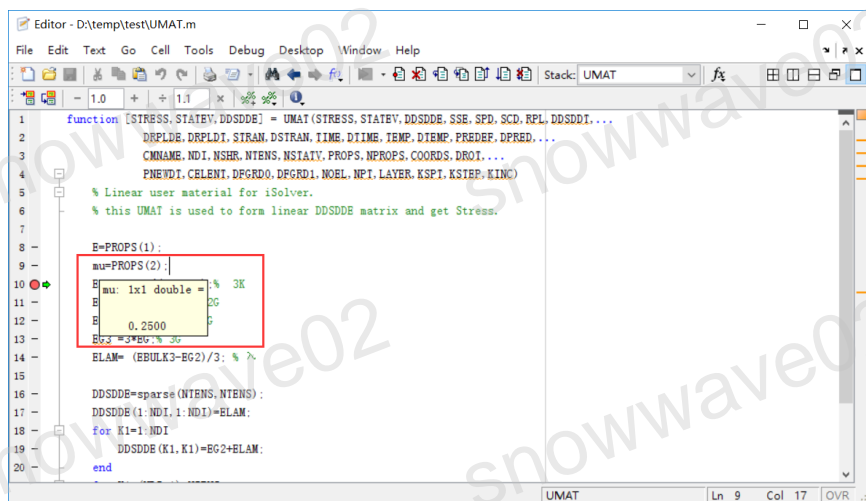 Editor - D:\temp\test\UMAT.m
File Edit Text Go Cell Tools Debug Desktop Window Help
Stack: UMAT fx
- 1.0 + ÷ 1.1 ×
1 function [STRESS,STATEV,DDSDDE] = UMAT(STRESS,STATEV,DDSDDE,SSE,SPD,SCD,RPL,DDSDDT,...
2 DRPLDE,DRPLDT,STRAN,DSTRAN,TIME,DTIME,TEMP,DTEMP,PREDEF,DPRED,...
3 CMNAME,NDI,NSHR,NTENS,NSTATV,PROPS,NPROPS,COORDS,DROT,...
4 PNEWDT,CELENT,DFGRD0,DFGRD1,NOEL,NPT,LAYER,KSPT,KSTEP,KINC)
5 % Linear user material for iSolver.
6 % this UMAT is used to form linear DDSDDE matrix and get Stress.
7
8 - E=PROPS(1);
9 - mu=PROPS(2);
10 E mu: 1x1 double = ;% 3K
11 - E 2G
12 - E 0.2500 G
13 - EG3 =3*EG;% 3G
14 - ELAM= (EBULK3-EG2)/3; % λ
15
16 - DDSDDE=sparse(NTENS,NTENS);
17 - DDSDDE(1:NDI,1:NDI)=ELAM;
18 - for K1=1:NDI
19 - DDSDDE(K1,K1)=EG2+ELAM;
20 - end
UMAT Ln 9 Col 17 OVR
snowwave02
snowwave02